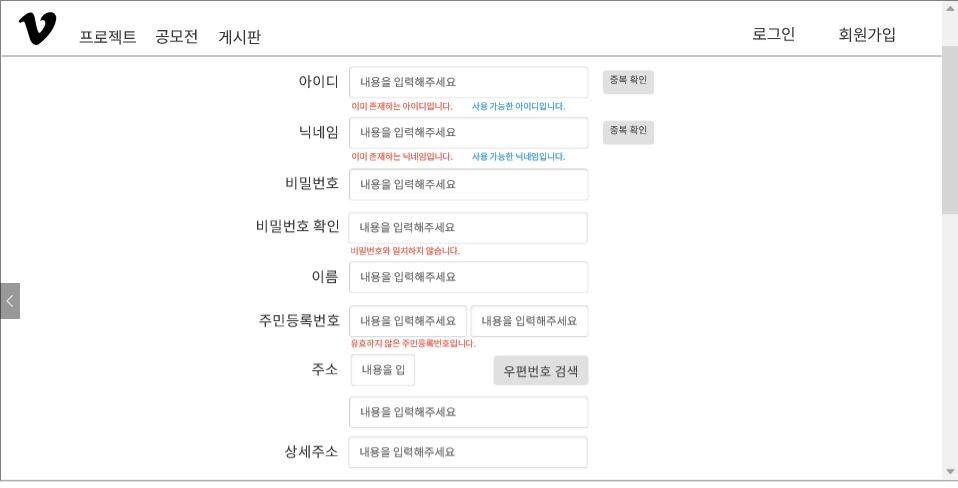 프로젝트 공모전 게시판 로그인 회원가입
아이디 내용을 입력해주세요 중복 확인
이미 존재하는 아이디입니다. 사용 가능한 아이디입니다.
닉네임 내용을 입력해주세요 중복 확인
이미 존재하는 닉네임입니다. 사용 가능한 닉네임입니다.
비밀번호 내용을 입력해주세요
비밀번호 확인 내용을 입력해주세요
비밀번호와 일치하지 않습니다.
이름 내용을 입력해주세요
주민등록번호 내용을 입력해주세요 내용을 입력해주세요
유효하지 않은 주민등록번호입니다.
주소 내용을 입 우편번호 검색
내용을 입력해주세요
상세주소 내용을 입력해주세요